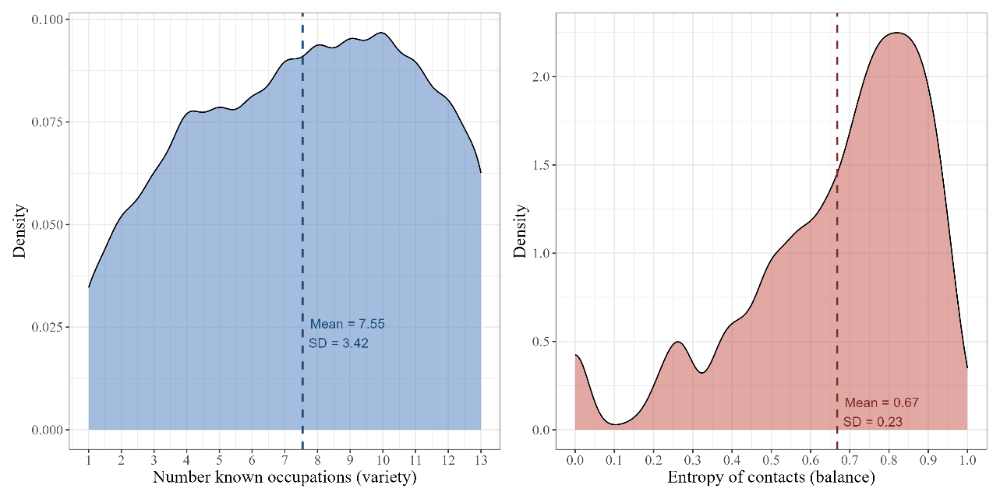 Density
0.100
0.075
0.050
0.025
0.000
Mean = 7.55
SD = 3.42
1 2 3 4 5 6 7 8 9 10 11 12 13
Number known occupations (variety)
Density
2.0
1.5
1.0
0.5
0.0
Mean = 0.67
SD = 0.23
0.0 0.1 0.2 0.3 0.4 0.5 0.6 0.7 0.8 0.9 1.0
Entropy of contacts (balance)